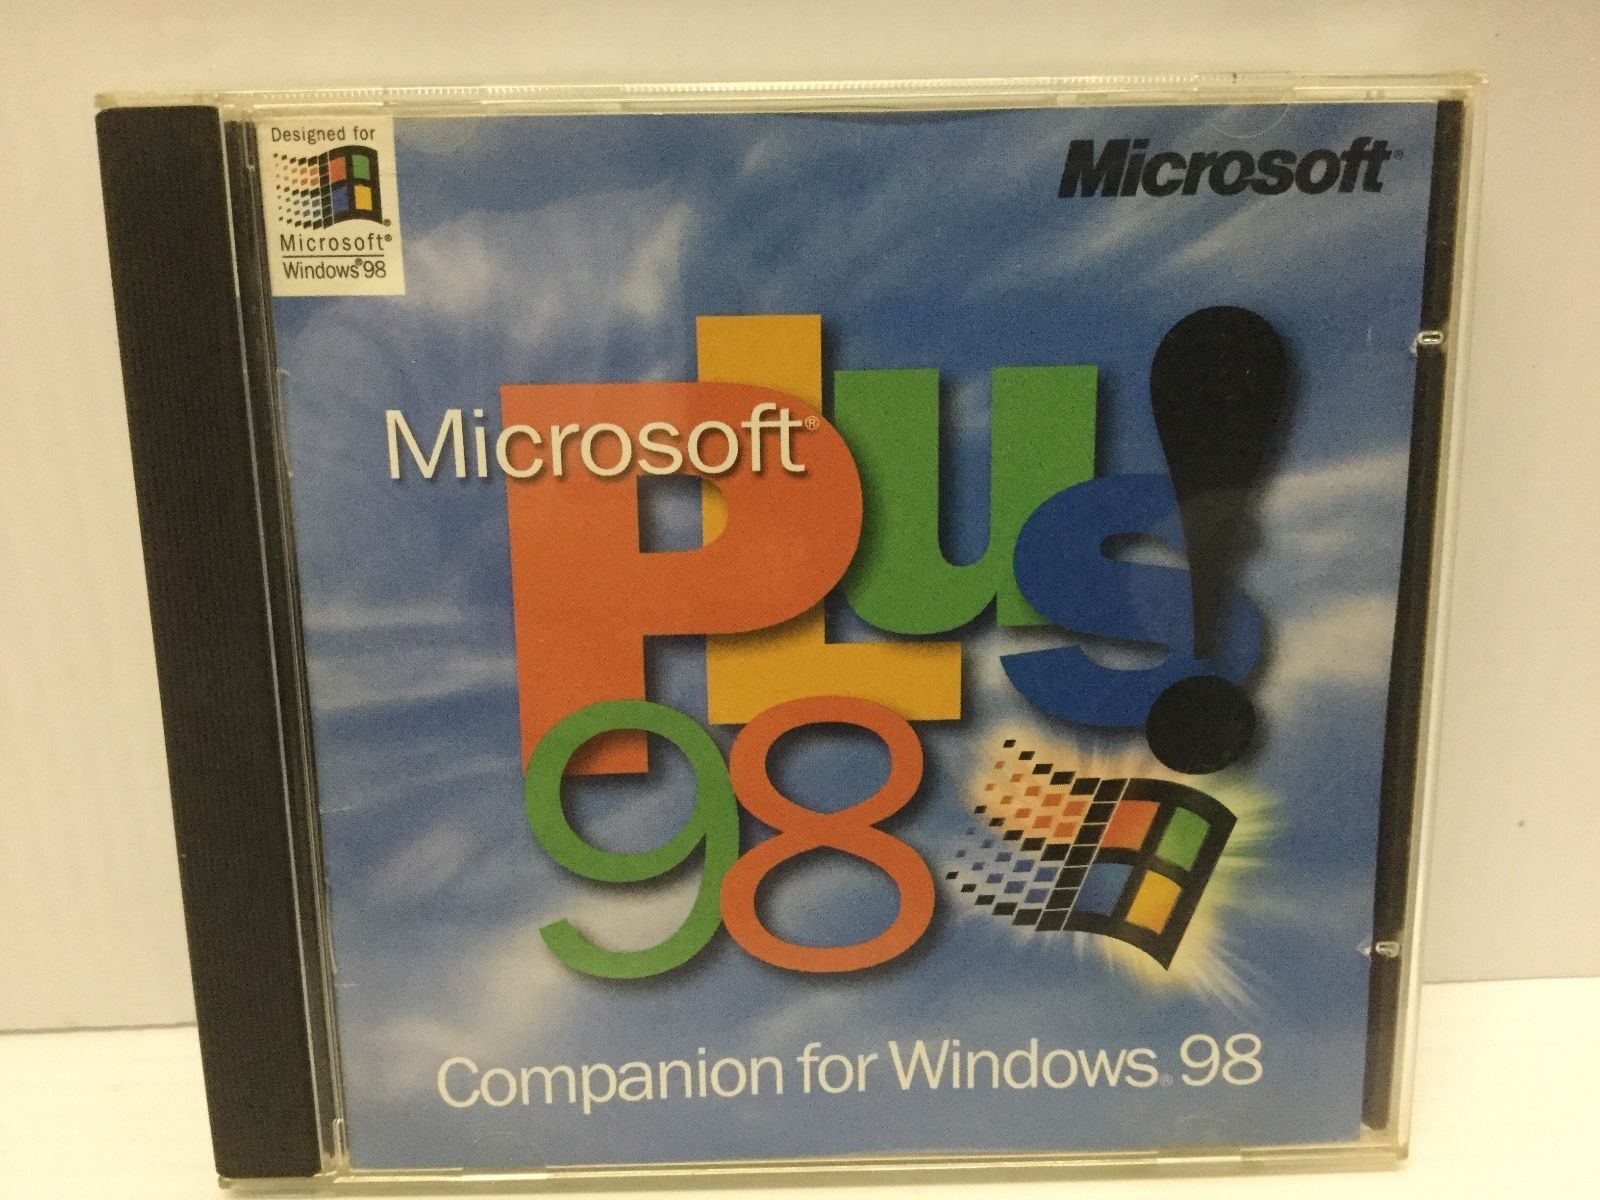 Designed for
Microsoft®
Windows®98
Microsoft®
Microsoft®
PLus!
98
Companion for Windows® 98